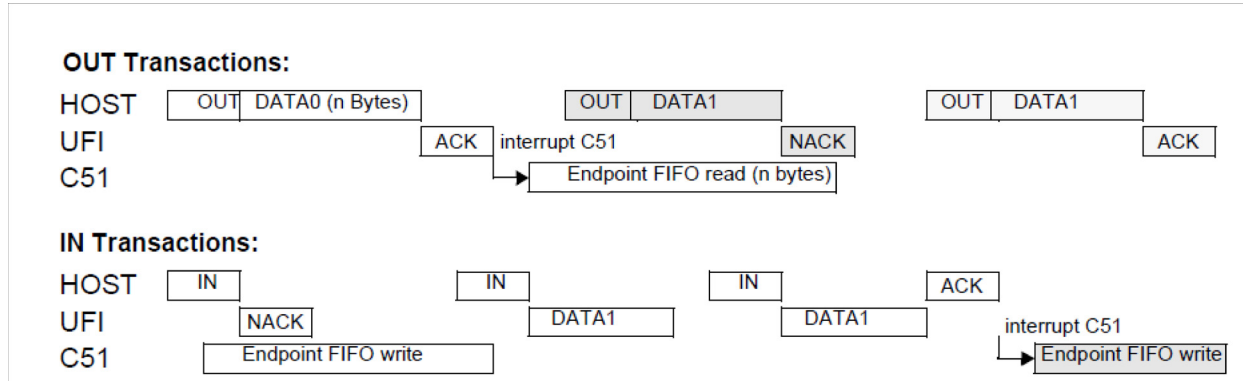 OUT Transactions:
HOST OUT DATA0 (n Bytes) OUT DATA1 OUT DATA1
UFI ACK interrupt C51 NACK ACK
C51 Endpoint FIFO read (n bytes)
IN Transactions:
HOST IN IN IN ACK
UFI NACK DATA1 DATA1 interrupt C51
C51 Endpoint FIFO write Endpoint FIFO write